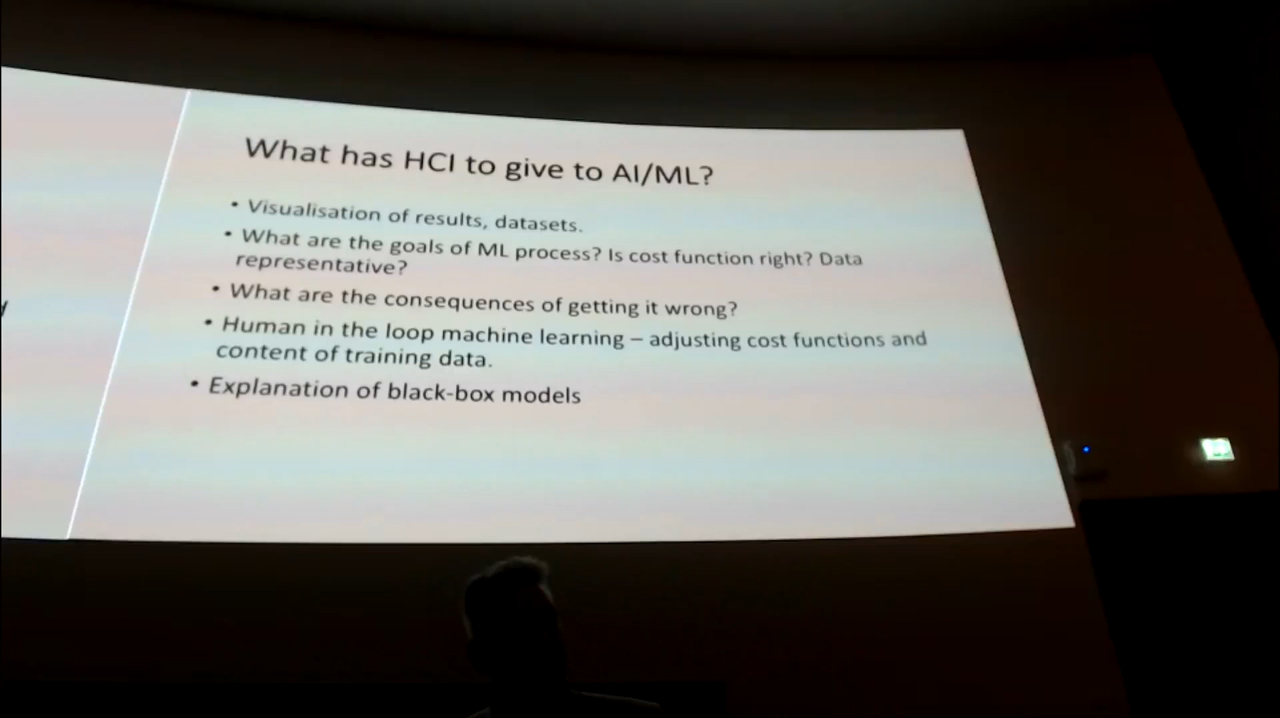 What has HCI to give to AI/ML?
• Visualisation of results, datasets.
• What are the goals of ML process? Is cost function right? Data
representative?
• What are the consequences of getting it wrong?
• Human in the loop machine learning – adjusting cost functions and
content of training data.
• Explanation of black-box models